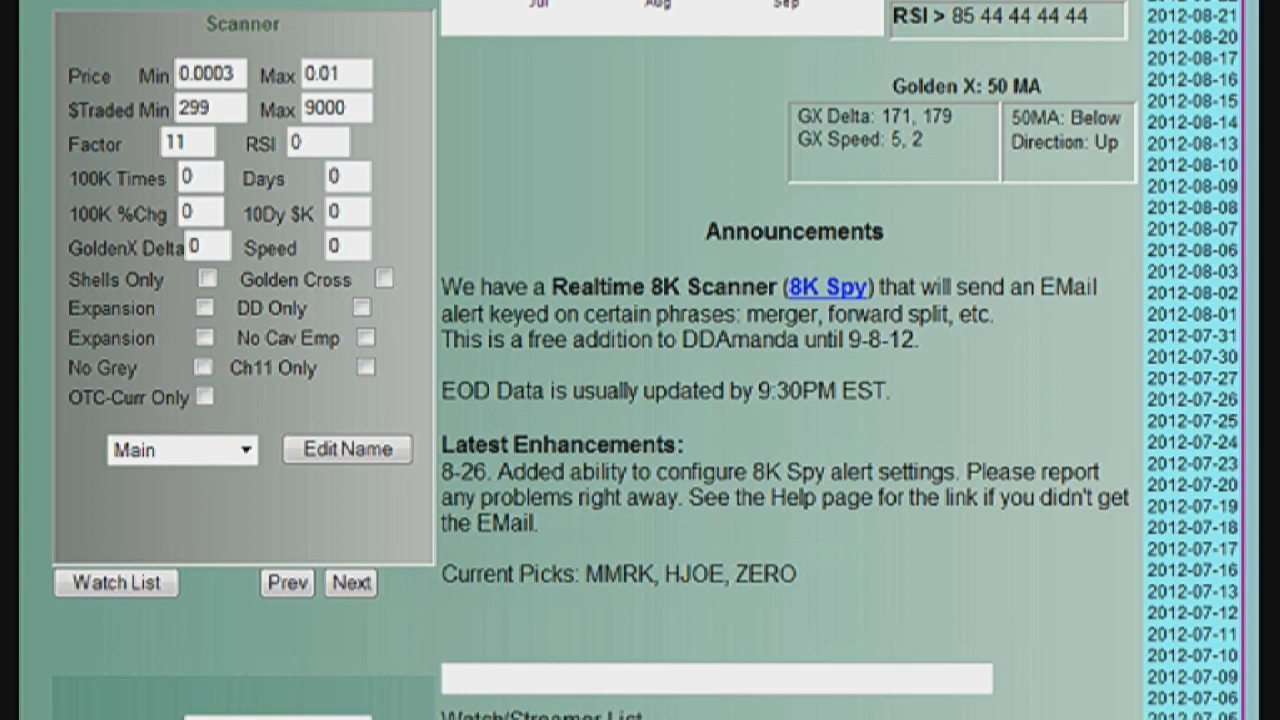 Scanner
Price Min 0.0003 Max 0.01
$Traded Min 299 Max 9000
Factor 11 RSI 0
100K Times 0 Days 0
100K %Chg 0 10Dy $K 0
GoldenX Delta 0 Speed 0
Shells Only Golden Cross
Expansion DD Only
Expansion No Cav Emp
No Grey Ch11 Only
OTC-Curr Only
Main Edit Name
Watch List Prev Next
Jul Aug Sep
RSI > 85 44 44 44 44
Golden X: 50 MA
GX Delta: 171, 179
GX Speed: 5, 2
50MA: Below
Direction: Up
Announcements
We have a Realtime 8K Scanner (8K Spy) that will send an EMail
alert keyed on certain phrases: merger, forward split, etc.
This is a free addition to DDAmanda until 9-8-12.
EOD Data is usually updated by 9:30PM EST.
Latest Enhancements:
8-26. Added ability to configure 8K Spy alert settings. Please report
any problems right away. See the Help page for the link if you didn't get
the EMail.
Current Picks: MMRK, HJOE, ZERO
Watch/Streamer List
2012-08-21
2012-08-20
2012-08-17
2012-08-16
2012-08-15
2012-08-14
2012-08-13
2012-08-10
2012-08-09
2012-08-08
2012-08-07
2012-08-06
2012-08-03
2012-08-02
2012-08-01
2012-07-31
2012-07-30
2012-07-27
2012-07-26
2012-07-25
2012-07-24
2012-07-23
2012-07-20
2012-07-19
2012-07-18
2012-07-17
2012-07-16
2012-07-13
2012-07-12
2012-07-11
2012-07-10
2012-07-09
2012-07-06
2012-07-05